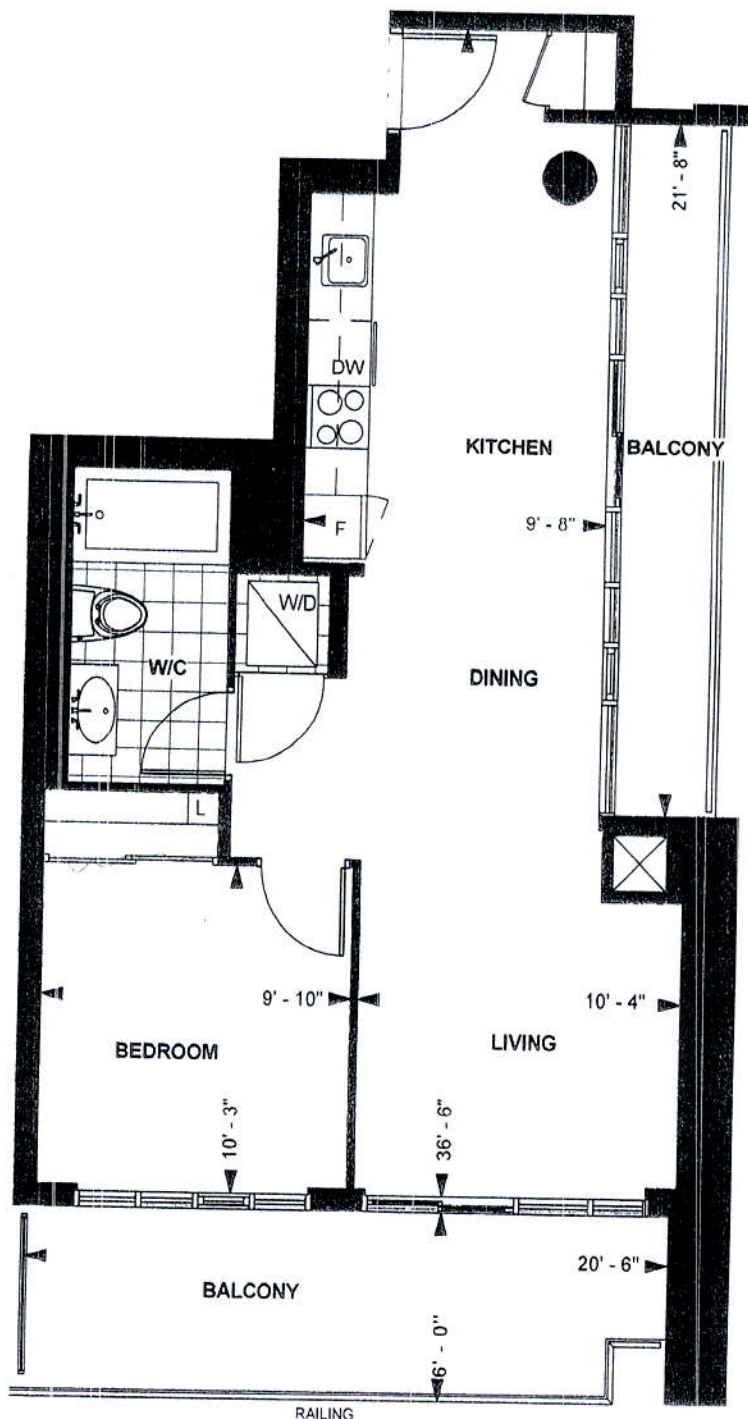 21' - 8"
DW
KITCHEN
BALCONY
F
9' - 8"
W/D
W/C
DINING
L
9' - 10"
10' - 4"
BEDROOM
LIVING
10' - 3"
36' - 6"
20' - 6"
BALCONY
6' - 0"
RAILING